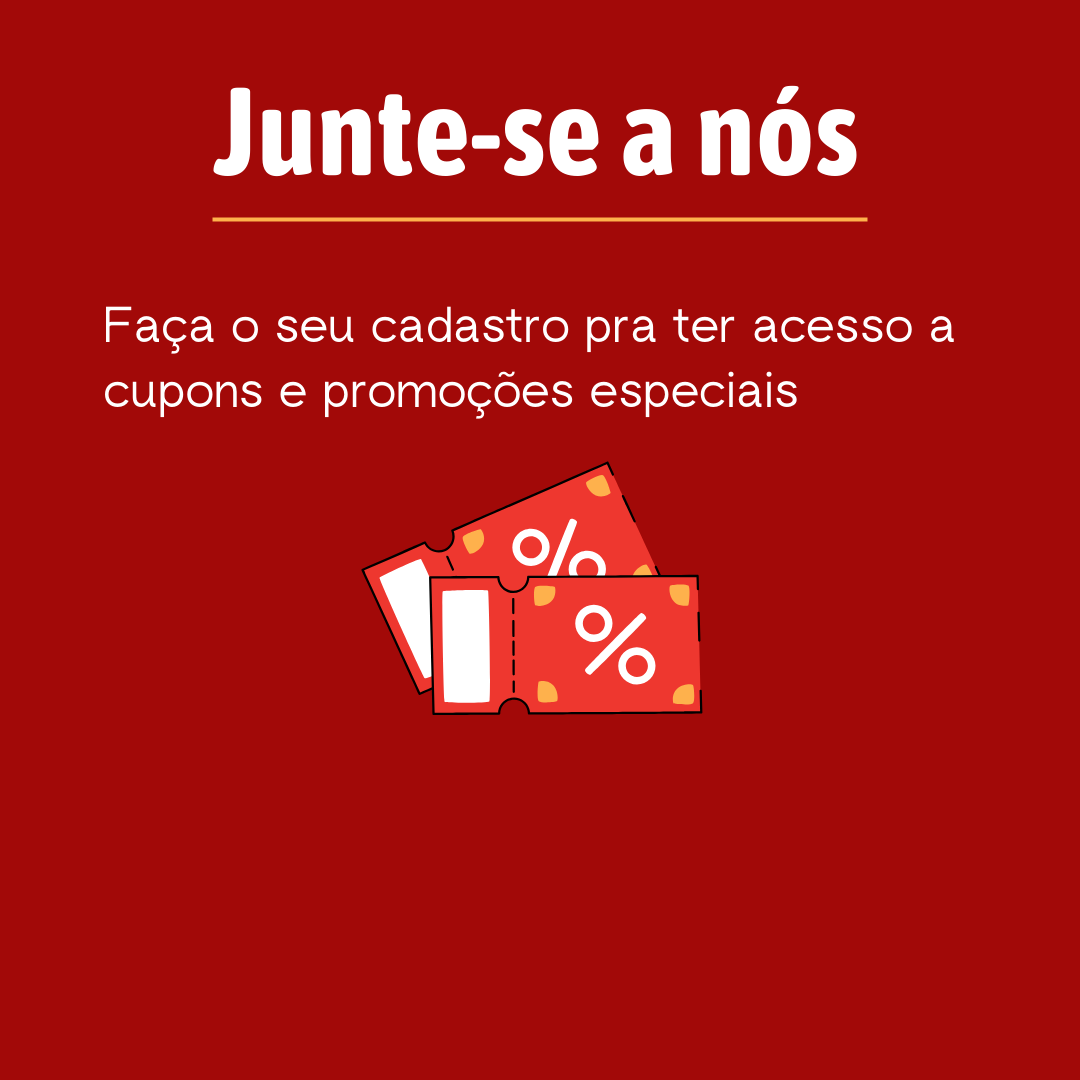 Junte-se a nós
Faça o seu cadastro pra ter acesso a
cupons e promoções especiais
%
%